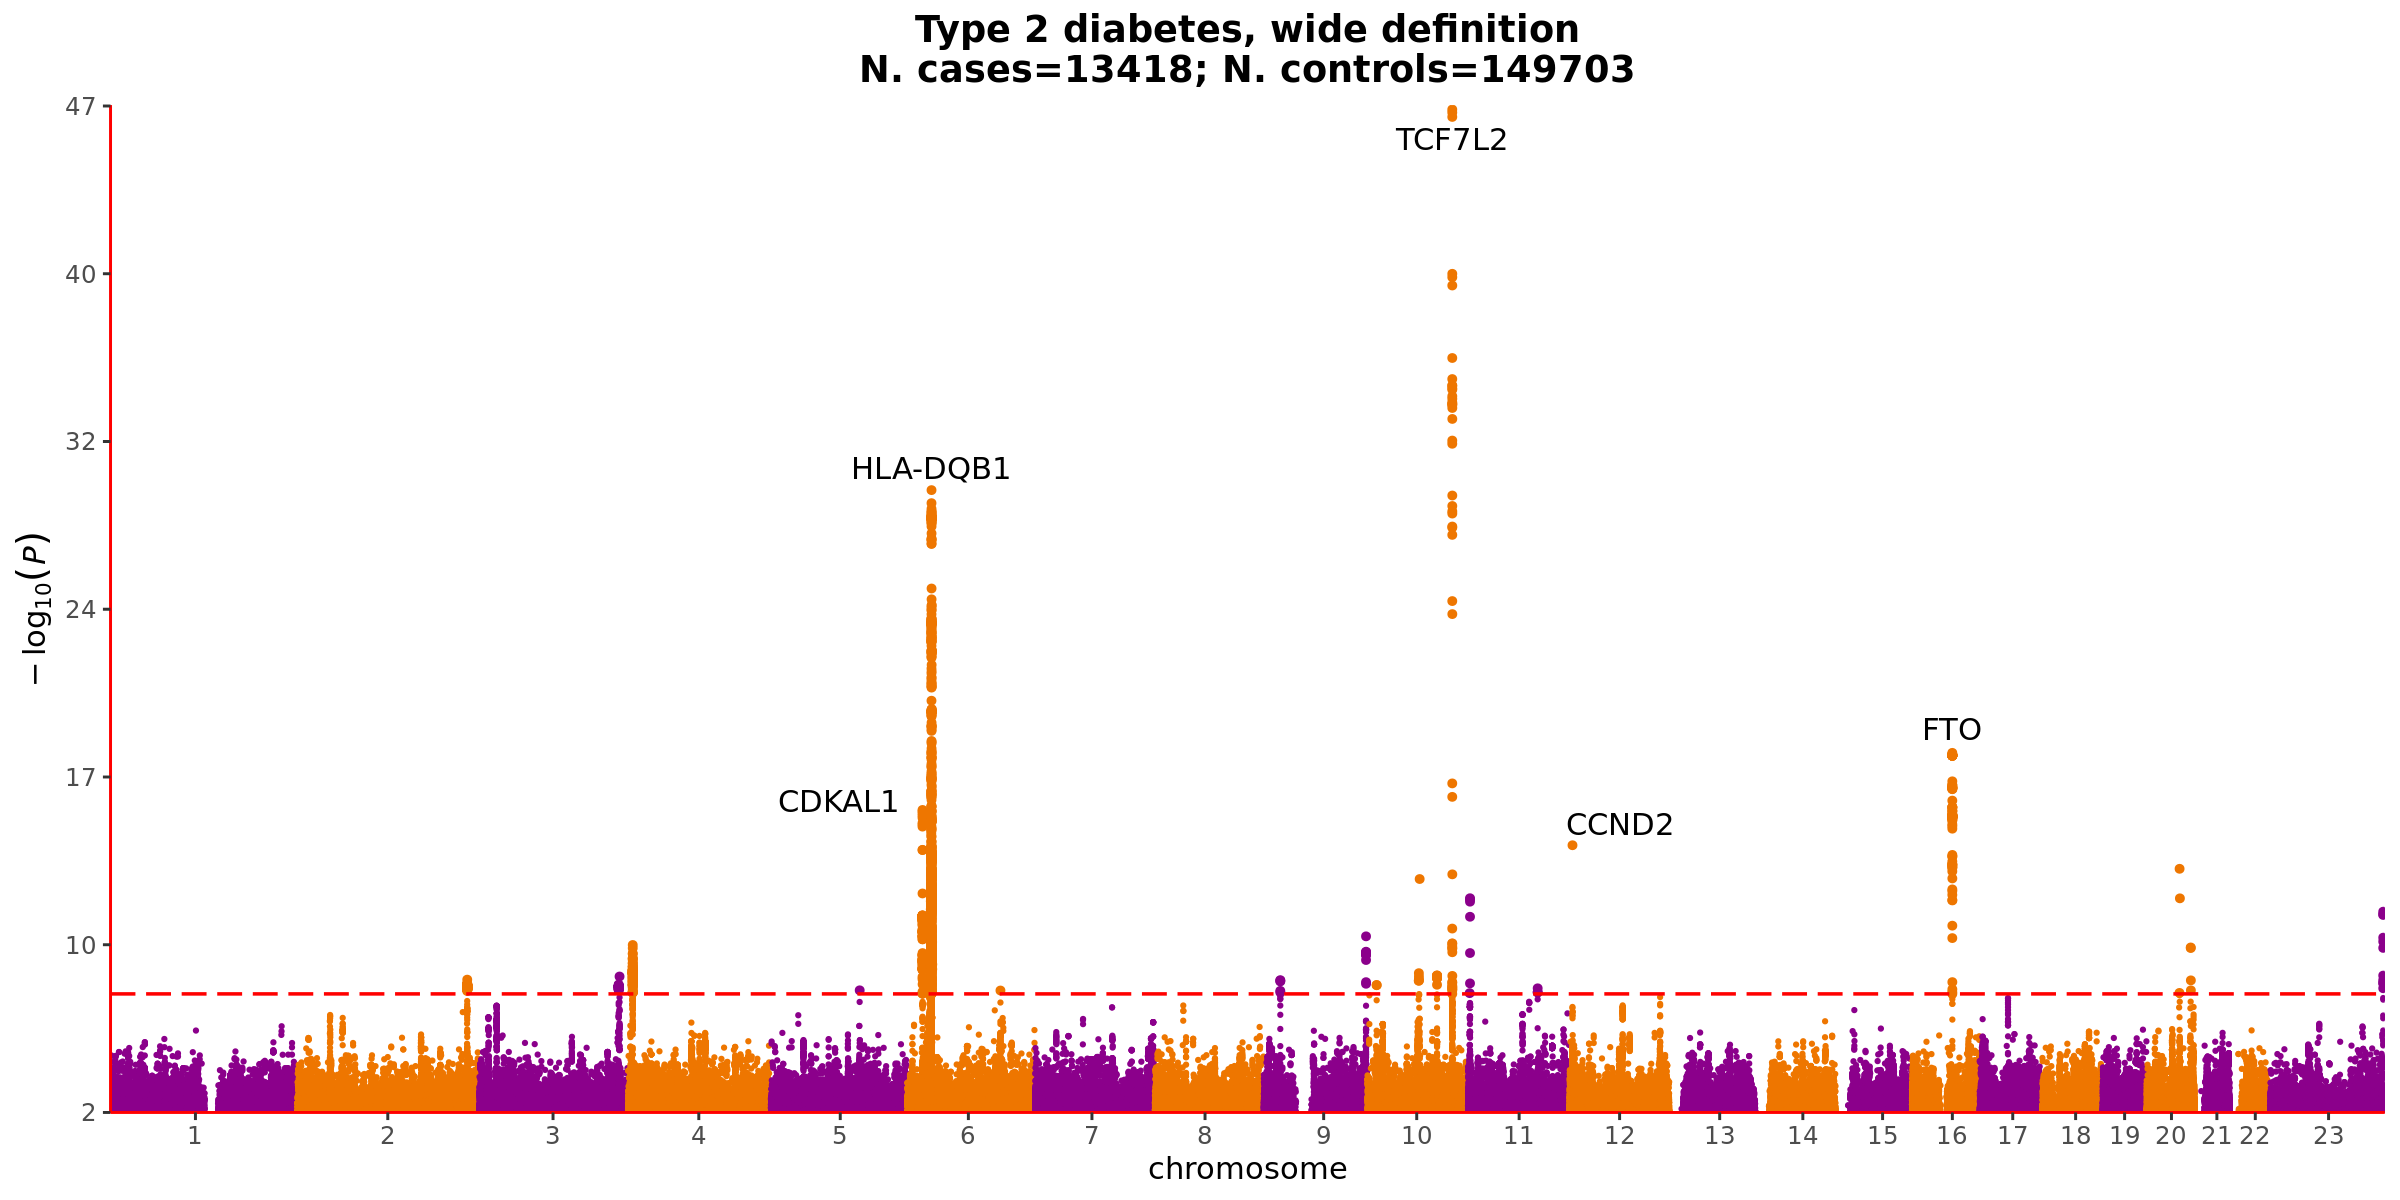 Type 2 diabetes, wide definition
N. cases=13418; N. controls=149703
47
TCF7L2
40
32
HLA-DQB1
24
− log10(P)
FTO
17
CDKAL1
CCND2
10
2
1 2 3 4 5 6 7 8 9 10 11 12 13 14 15 16 17 18 19 20 21 22 23
chromosome